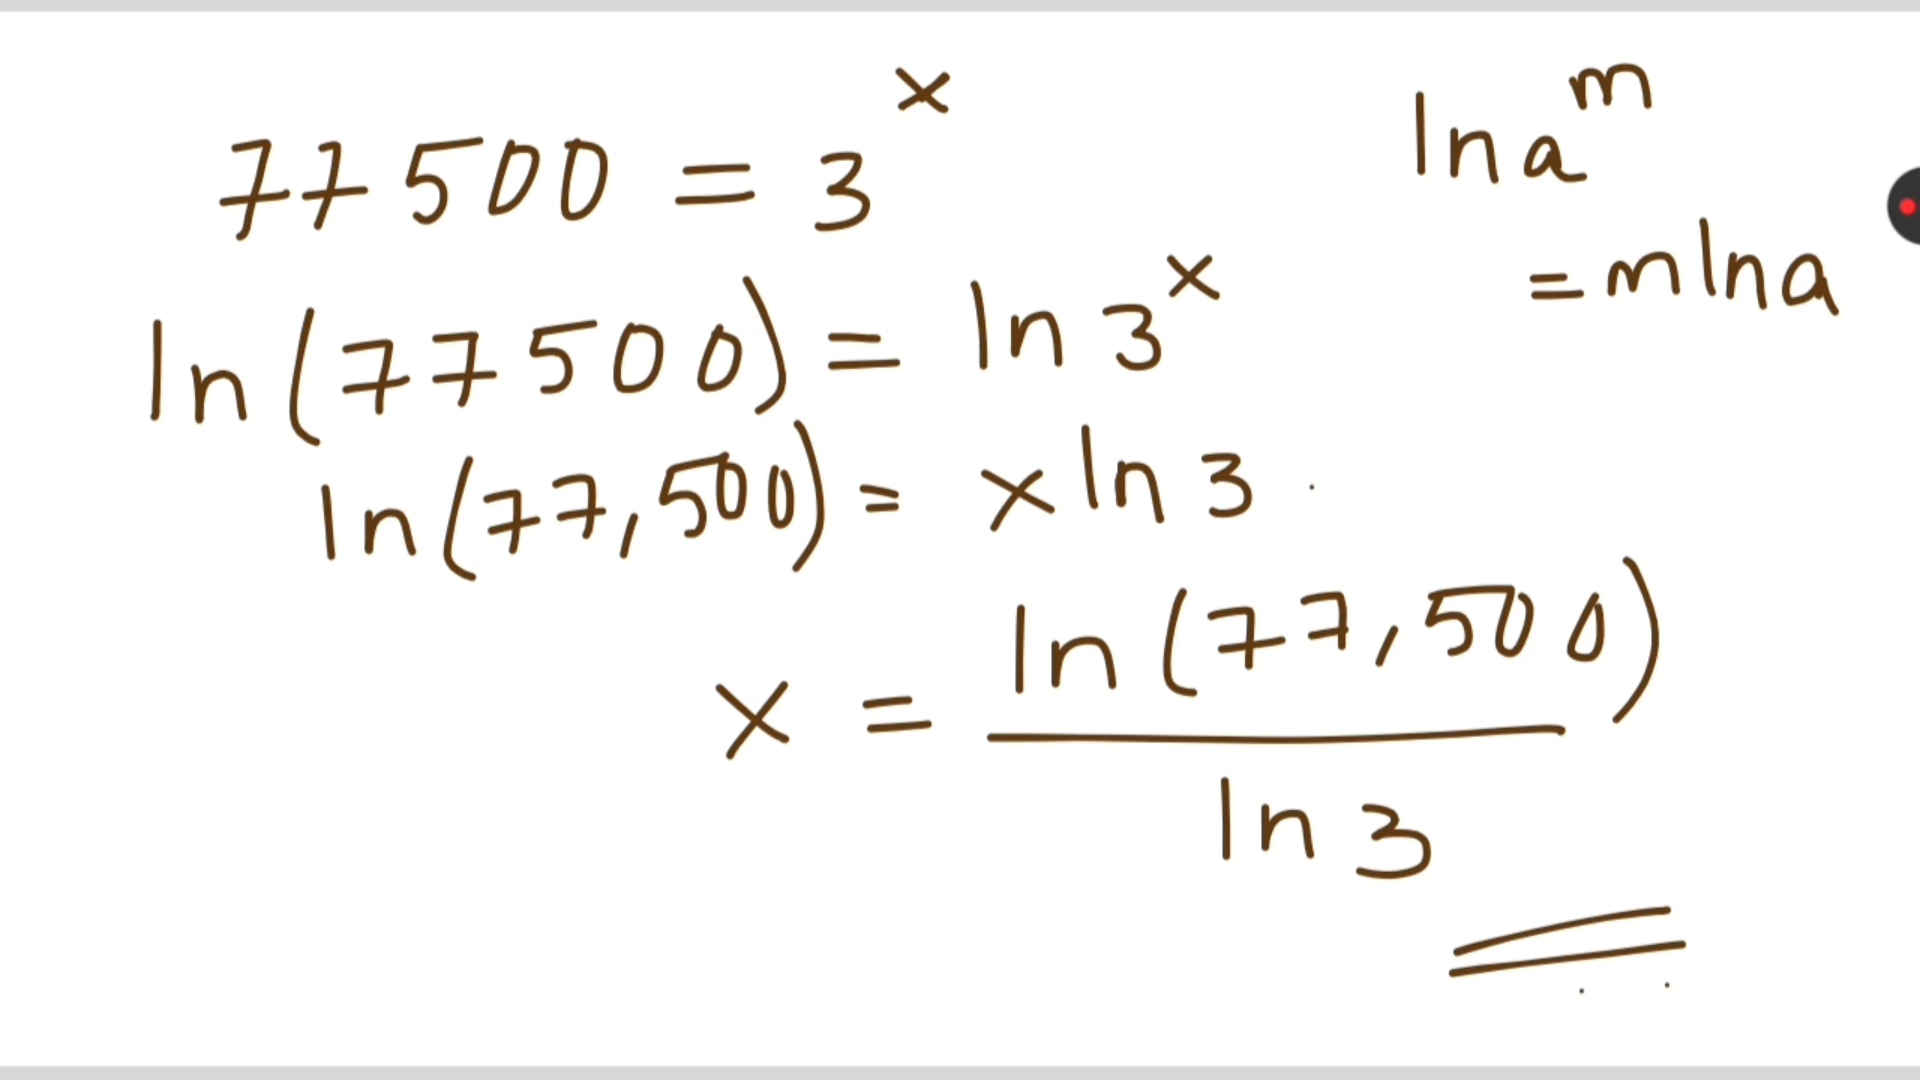 77500 = 3^x
ln(77500) = ln 3^x
ln(77,500) = x ln 3
x = ln(77,500) / ln 3
ln a^m
= m ln a